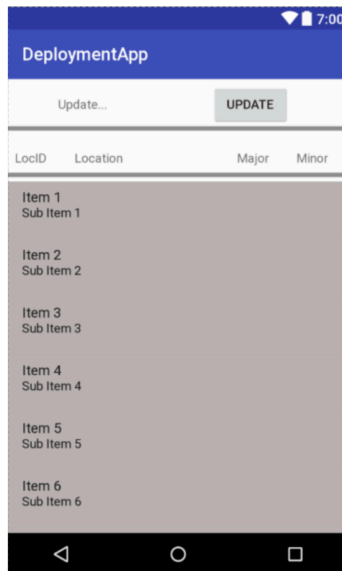 7:00
DeploymentApp
Update... UPDATE
LocID Location Major Minor
Item 1
Sub Item 1
Item 2
Sub Item 2
Item 3
Sub Item 3
Item 4
Sub Item 4
Item 5
Sub Item 5
Item 6
Sub Item 6